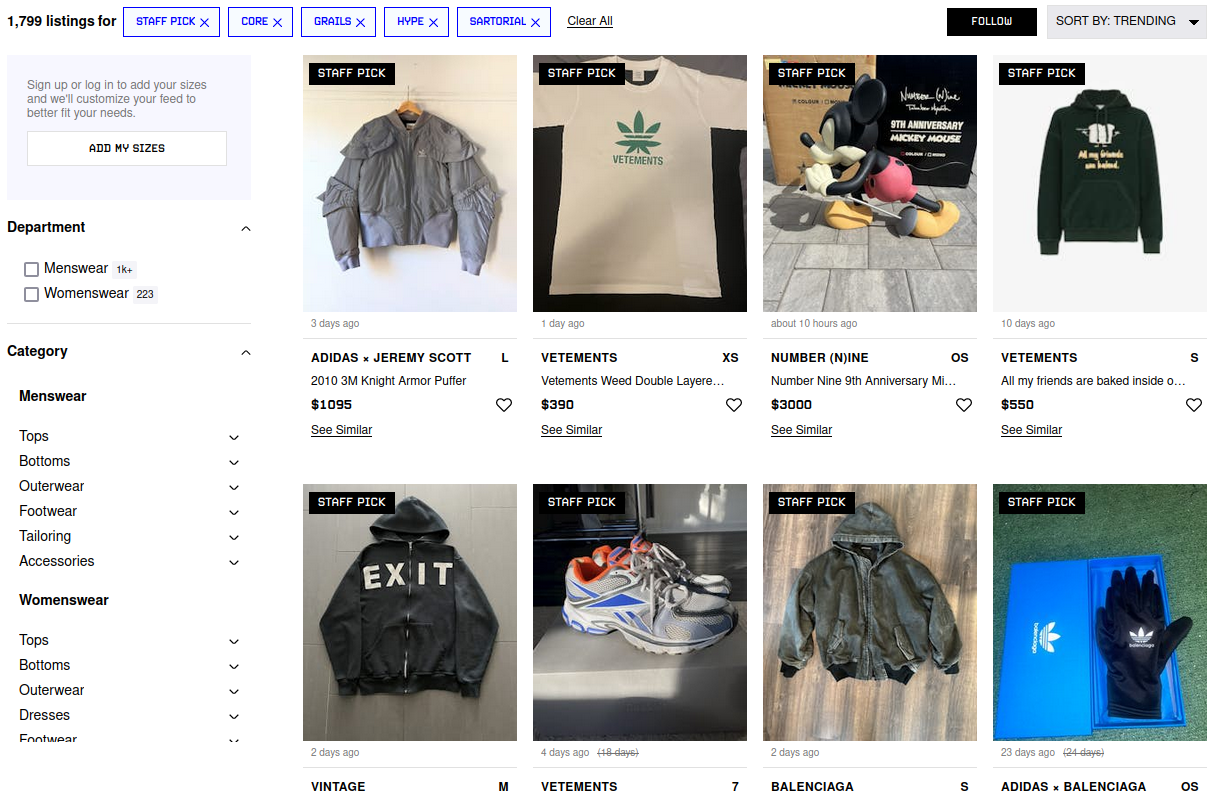 1,799 listings for STAFF PICK CORE GRAILS HYPE SARTORIAL Clear All FOLLOW SORT BY: TRENDING
Sign up or log in to add your sizes
and we'll customize your feed to
better fit your needs.
ADD MY SIZES
Department
Menswear 1k+
Womenswear 223
Category
Menswear
Tops
Bottoms
Outerwear
Footwear
Tailoring
Accessories
Womenswear
Tops
Bottoms
Outerwear
Dresses
Footwear
STAFF PICK
3 days ago
ADIDAS × JEREMY SCOTT L
2010 3M Knight Armor Puffer
$1095
See Similar
STAFF PICK
VETEMENTS
1 day ago
VETEMENTS XS
Vetements Weed Double Layere…
$390
See Similar
STAFF PICK
NUMBER (N)INE
9TH ANNIVERSARY
MICKEY MOUSE
COLOUR / MONO
about 10 hours ago
NUMBER (N)INE OS
Number Nine 9th Anniversary Mi…
$3000
See Similar
STAFF PICK
All my friends
are baked.
10 days ago
VETEMENTS S
All my friends are baked inside o…
$550
See Similar
STAFF PICK
EXIT
2 days ago
VINTAGE M
STAFF PICK
4 days ago (18 days)
VETEMENTS 7
STAFF PICK
2 days ago
BALENCIAGA S
STAFF PICK
balenciaga
balenciaga
23 days ago (24 days)
ADIDAS × BALENCIAGA OS